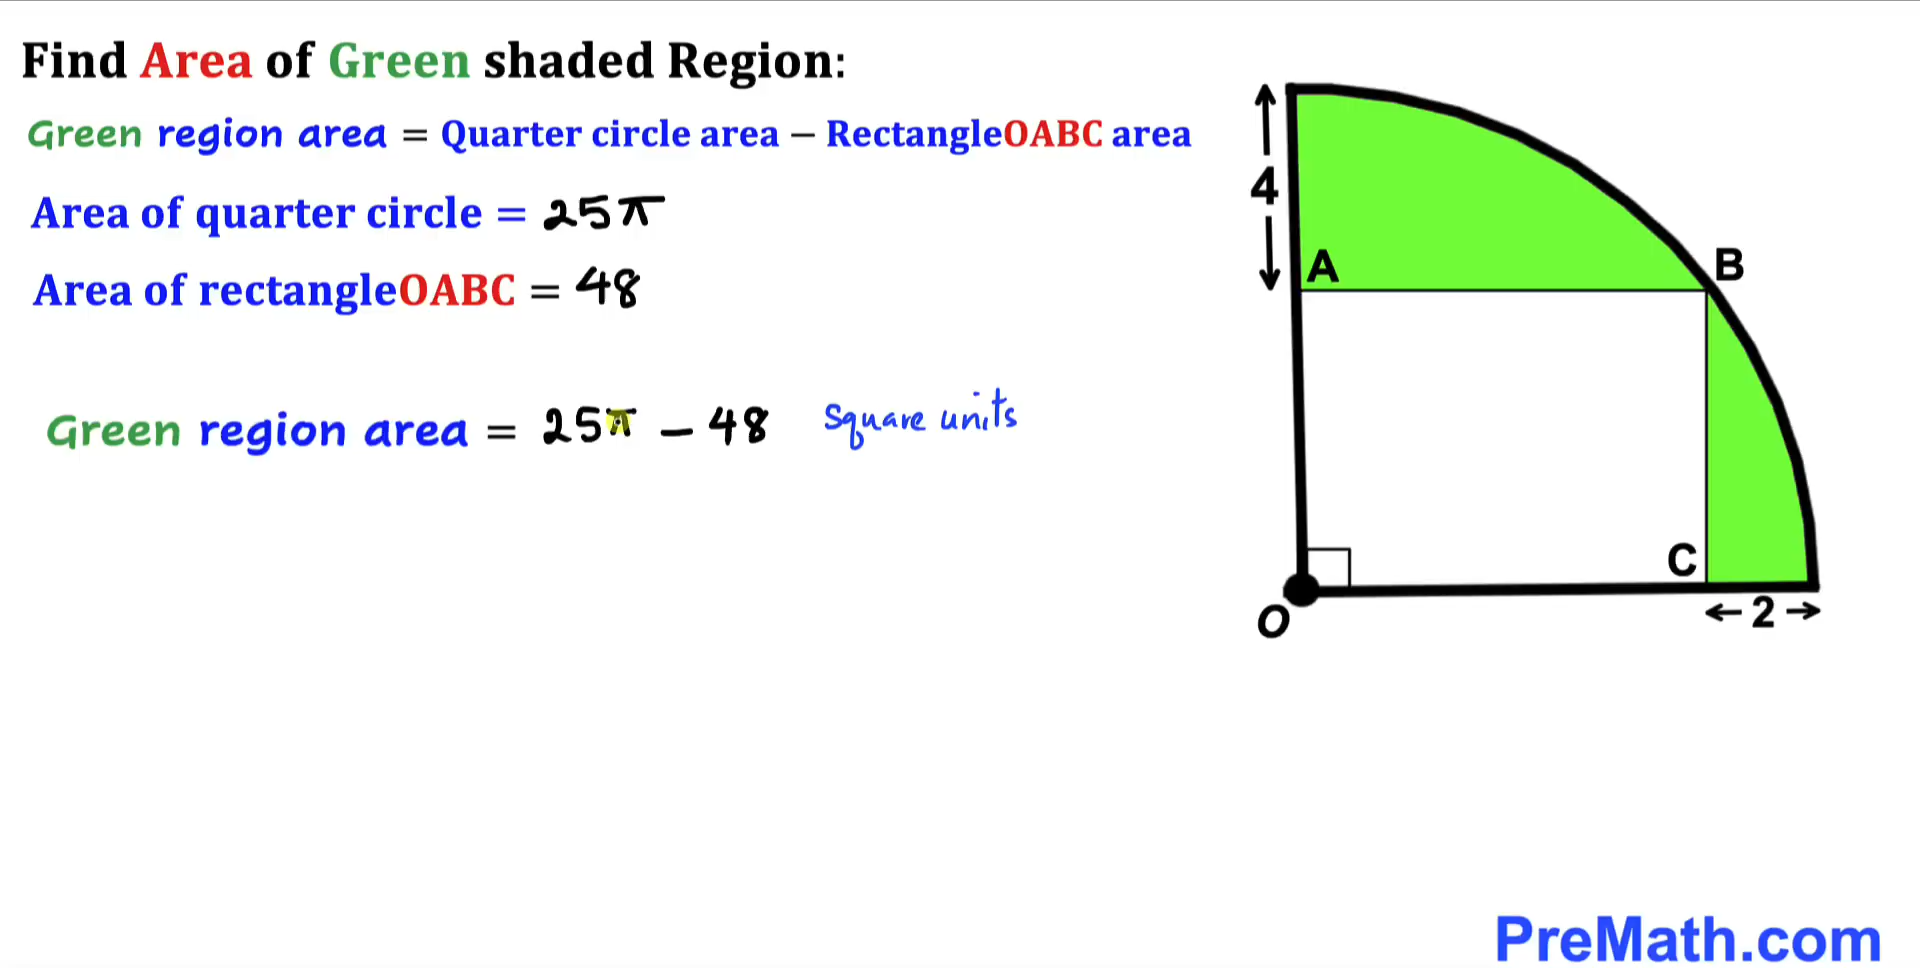 Find Area of Green shaded Region:
Green region area = Quarter circle area − RectangleOABC area
Area of quarter circle = 25π
Area of rectangleOABC = 48
Green region area = 25π − 48 Square units
4
A
B
C
O
2
PreMath.com